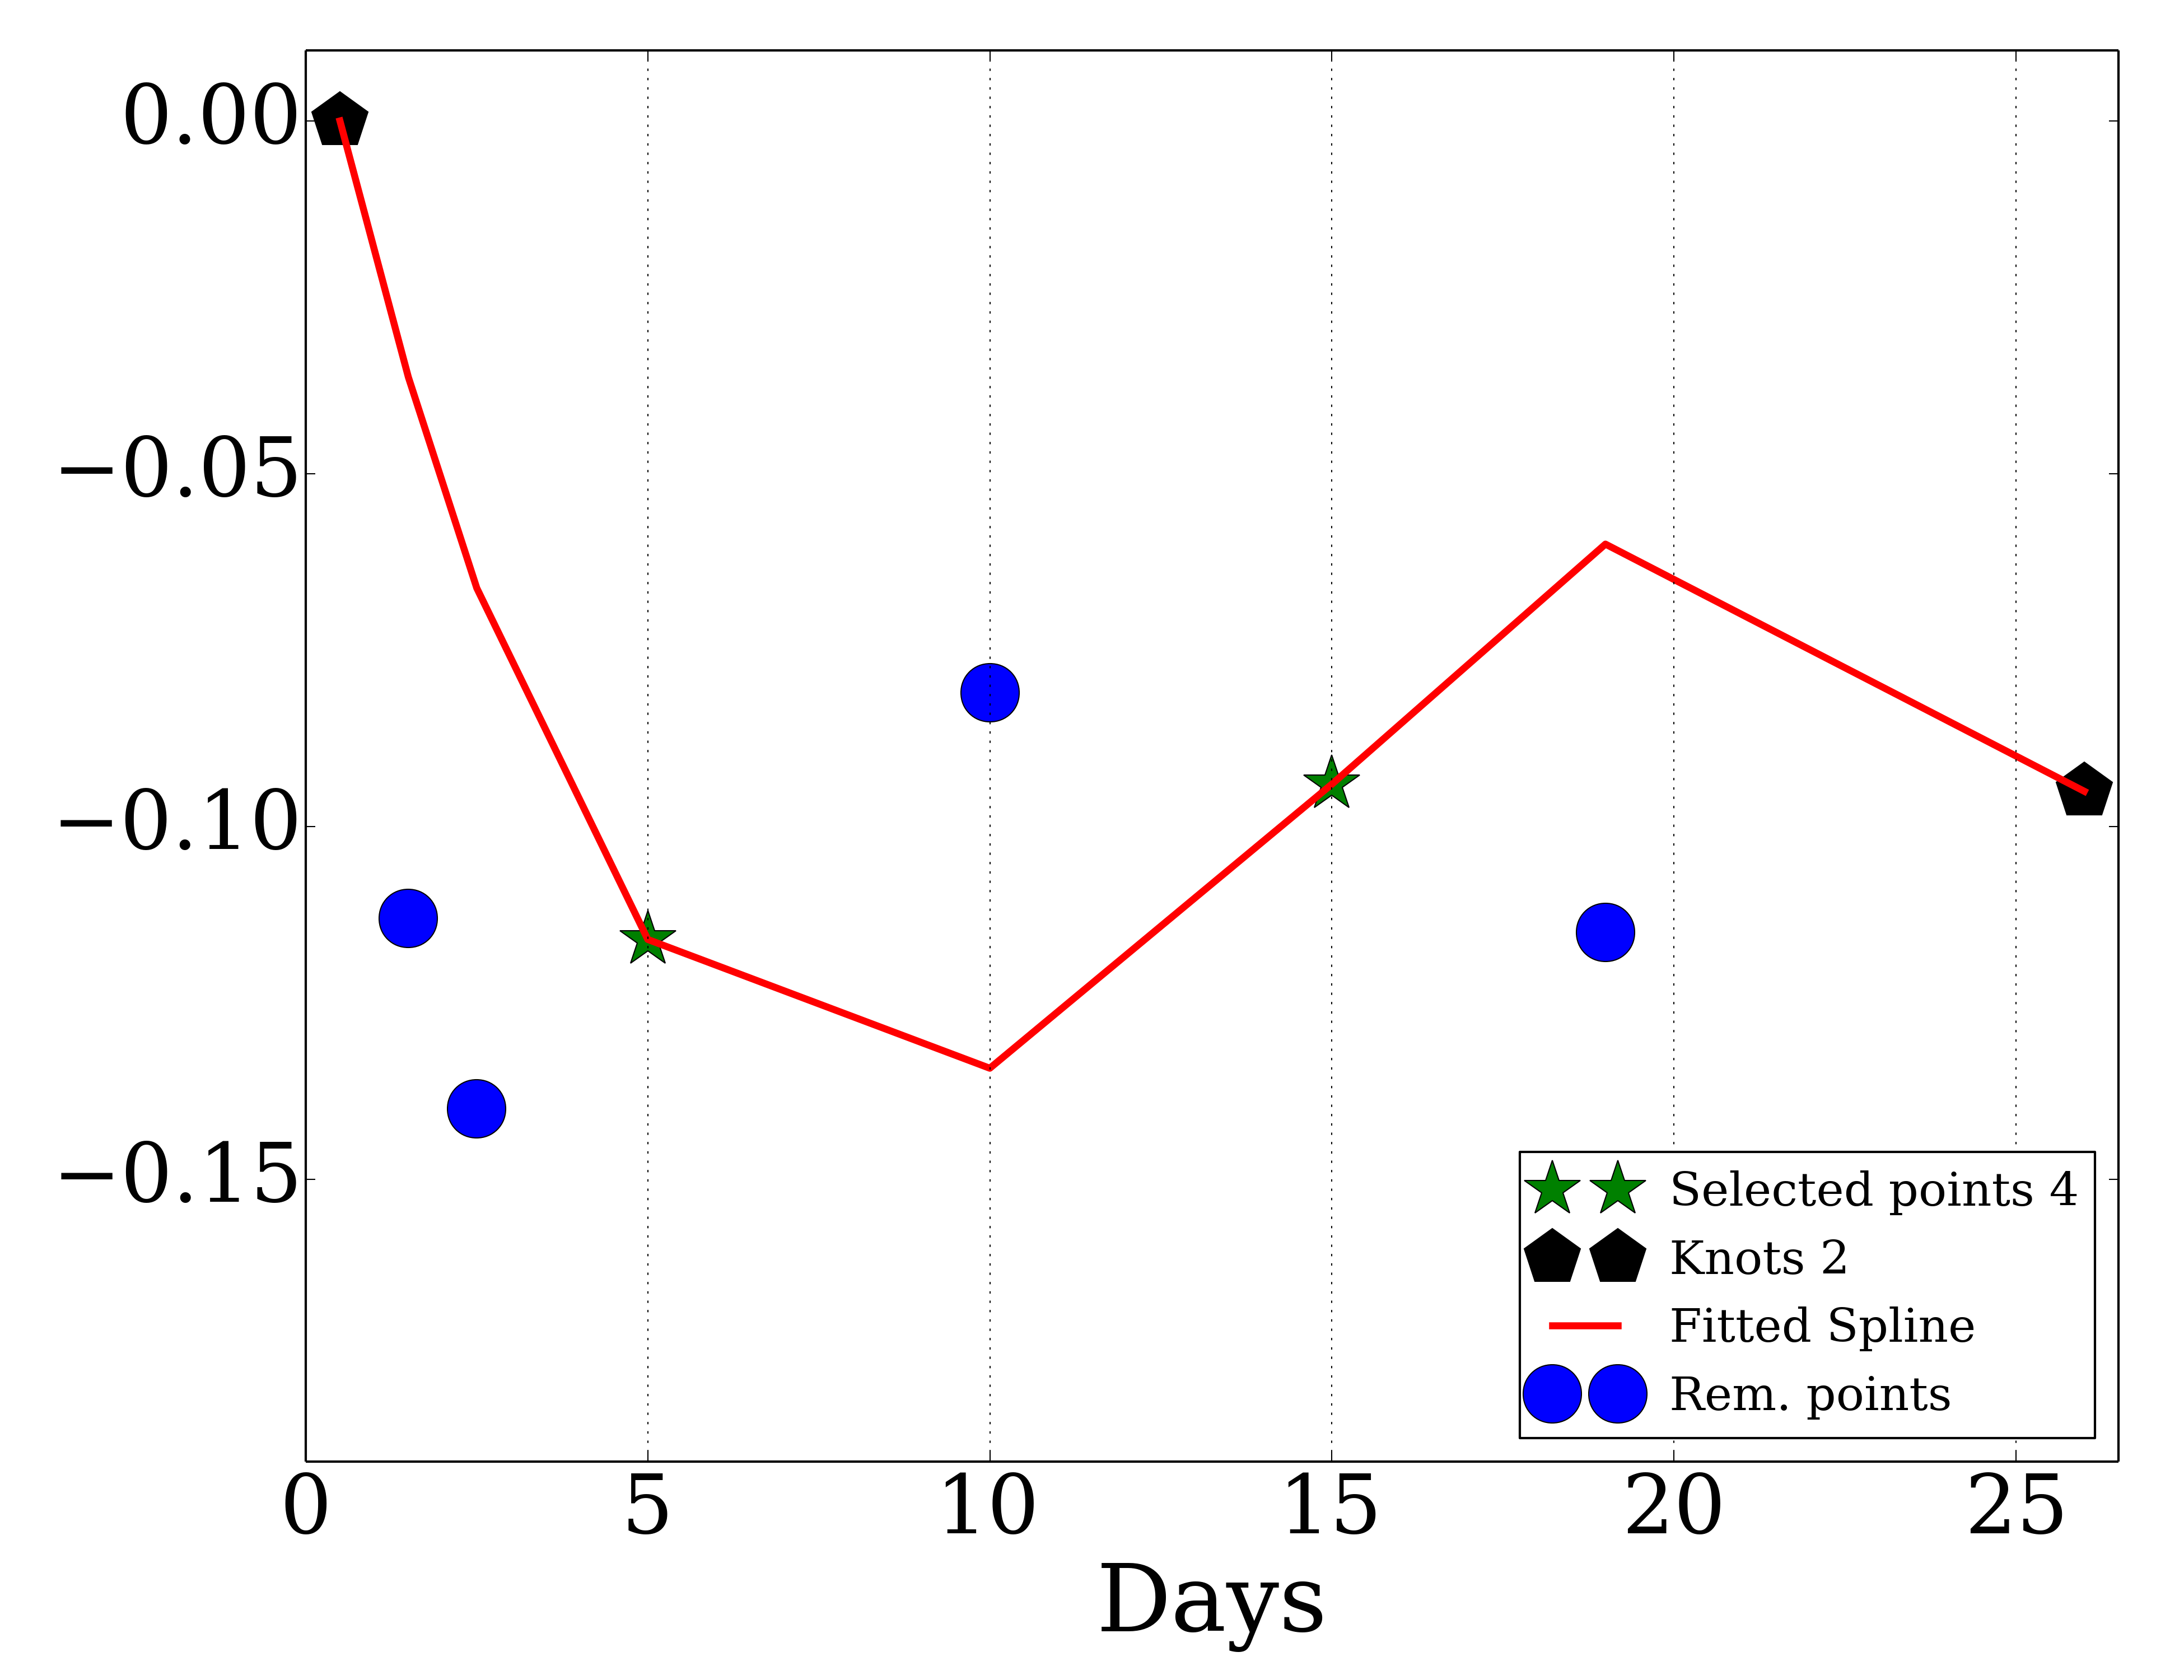 0.00
−0.05
−0.10
−0.15
Selected points 4
Knots 2
Fitted Spline
Rem. points
0 5 10 15 20 25
Days